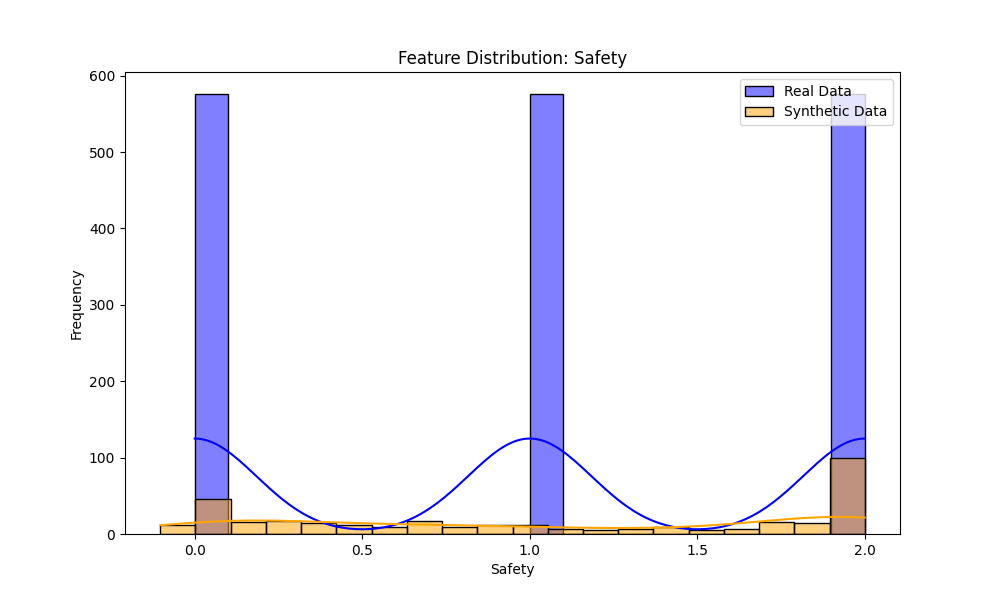 Feature Distribution: Safety
Real Data
Synthetic Data
Frequency
600
500
400
300
200
100
0
0.0 0.5 1.0 1.5 2.0
Safety